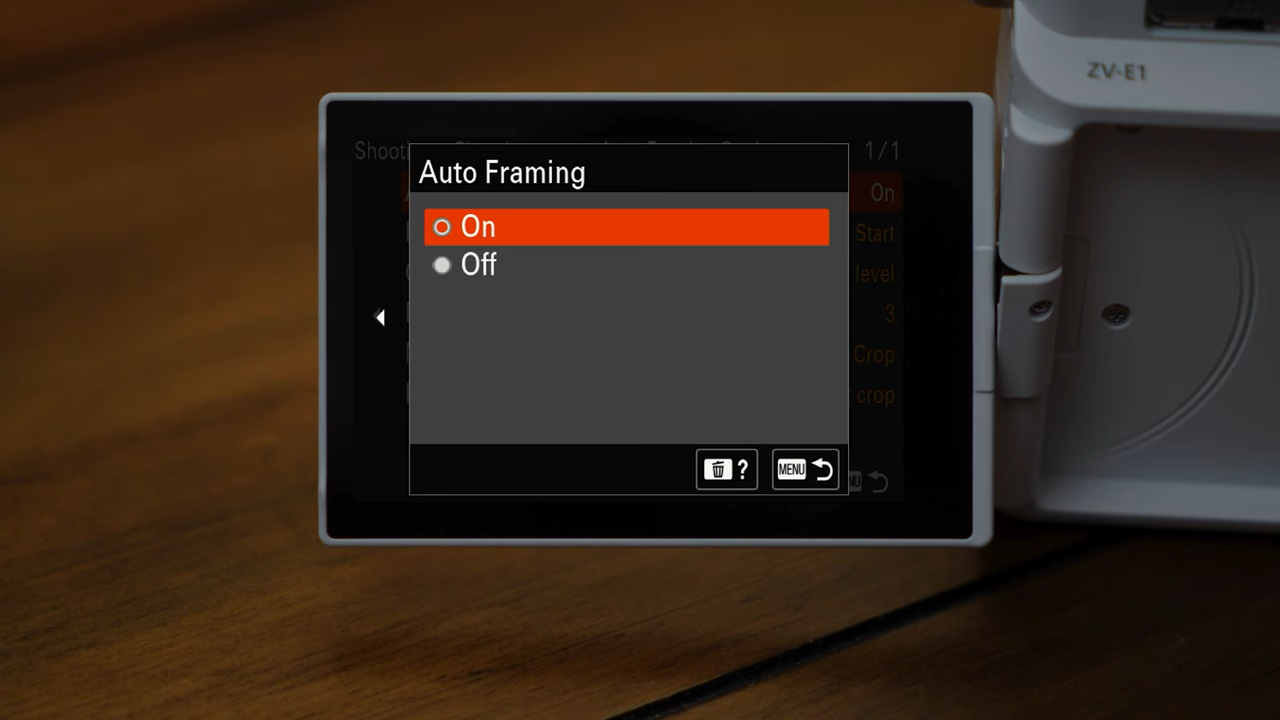 ZV-E1
1/1
Auto Framing
On
On
Start
Off
level
3
Crop
crop
?
MENU